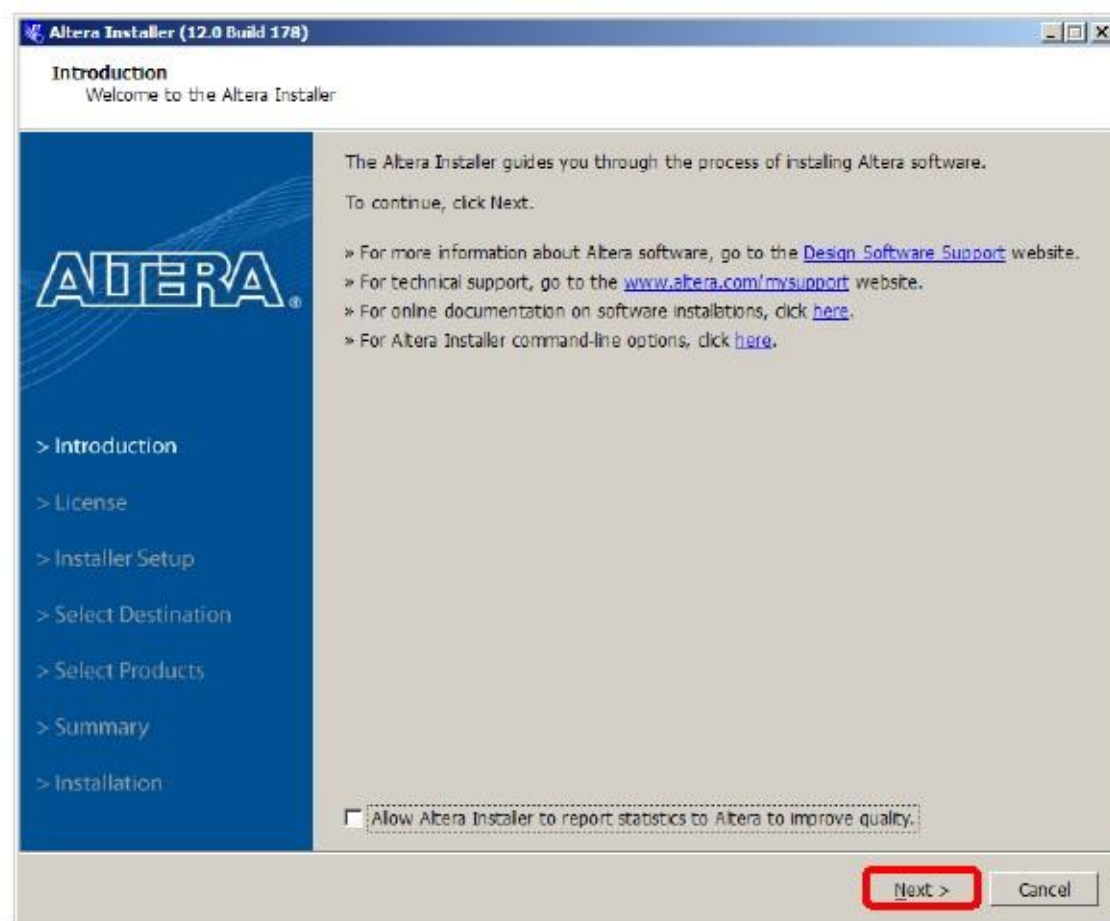 Altera Installer (12.0 Build 178)
Introduction
Welcome to the Altera Installer
The Altera Installer guides you through the process of installing Altera software.
To continue, click Next.
» For more information about Altera software, go to the Design Software Support website.
» For technical support, go to the www.altera.com/mysupport website.
» For online documentation on software installations, click here.
» For Altera Installer command-line options, click here.
ALTERA®
> Introduction
> License
> Installer Setup
> Select Destination
> Select Products
> Summary
> Installation
Allow Altera Installer to report statistics to Altera to improve quality.
Next >
Cancel